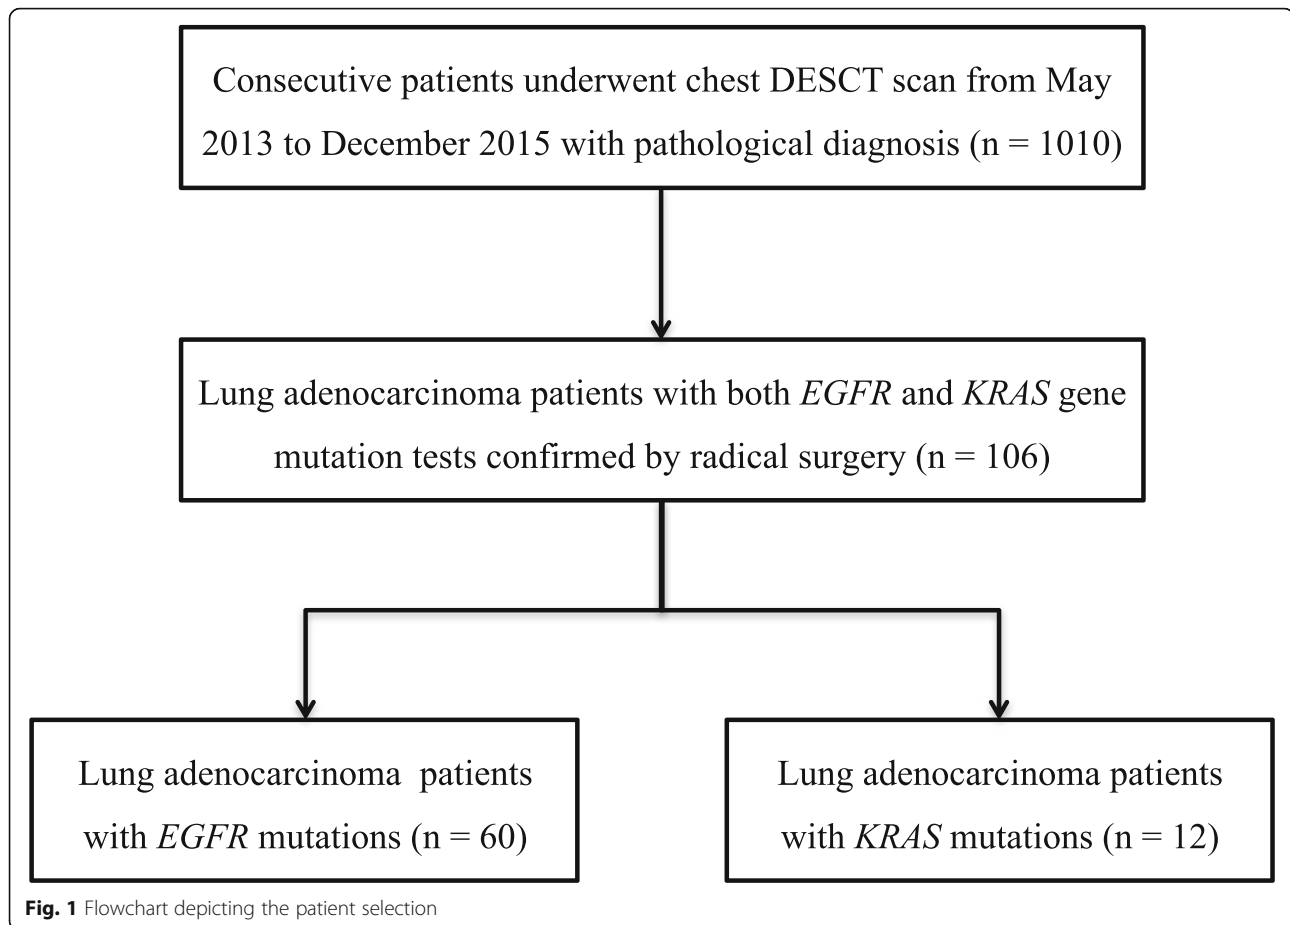 Consecutive patients underwent chest DESCT scan from May
2013 to December 2015 with pathological diagnosis (n = 1010)
Lung adenocarcinoma patients with both EGFR and KRAS gene
mutation tests confirmed by radical surgery (n = 106)
Lung adenocarcinoma patients
with EGFR mutations (n = 60)
Lung adenocarcinoma patients
with KRAS mutations (n = 12)
Fig. 1 Flowchart depicting the patient selection